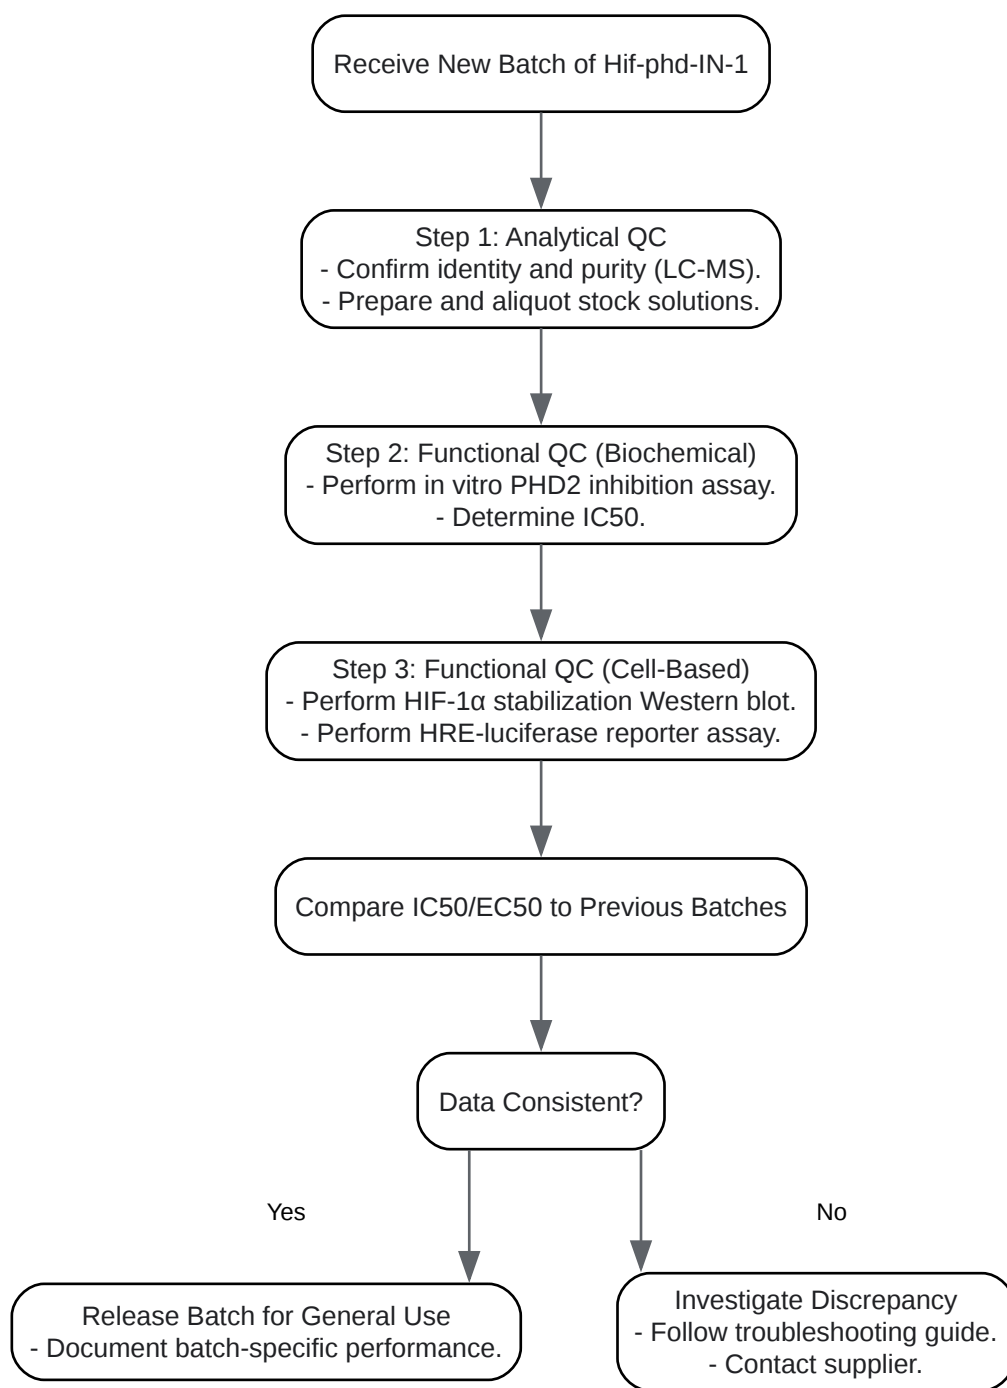 Receive New Batch of Hif-phd-IN-1
Step 1: Analytical QC
- Confirm identity and purity (LC-MS).
- Prepare and aliquot stock solutions.
Step 2: Functional QC (Biochemical)
- Perform in vitro PHD2 inhibition assay.
- Determine IC50.
Step 3: Functional QC (Cell-Based)
- Perform HIF-1α stabilization Western blot.
- Perform HRE-luciferase reporter assay.
Compare IC50/EC50 to Previous Batches
Data Consistent?
Yes
No
Release Batch for General Use
- Document batch-specific performance.
Investigate Discrepancy
- Follow troubleshooting guide.
- Contact supplier.